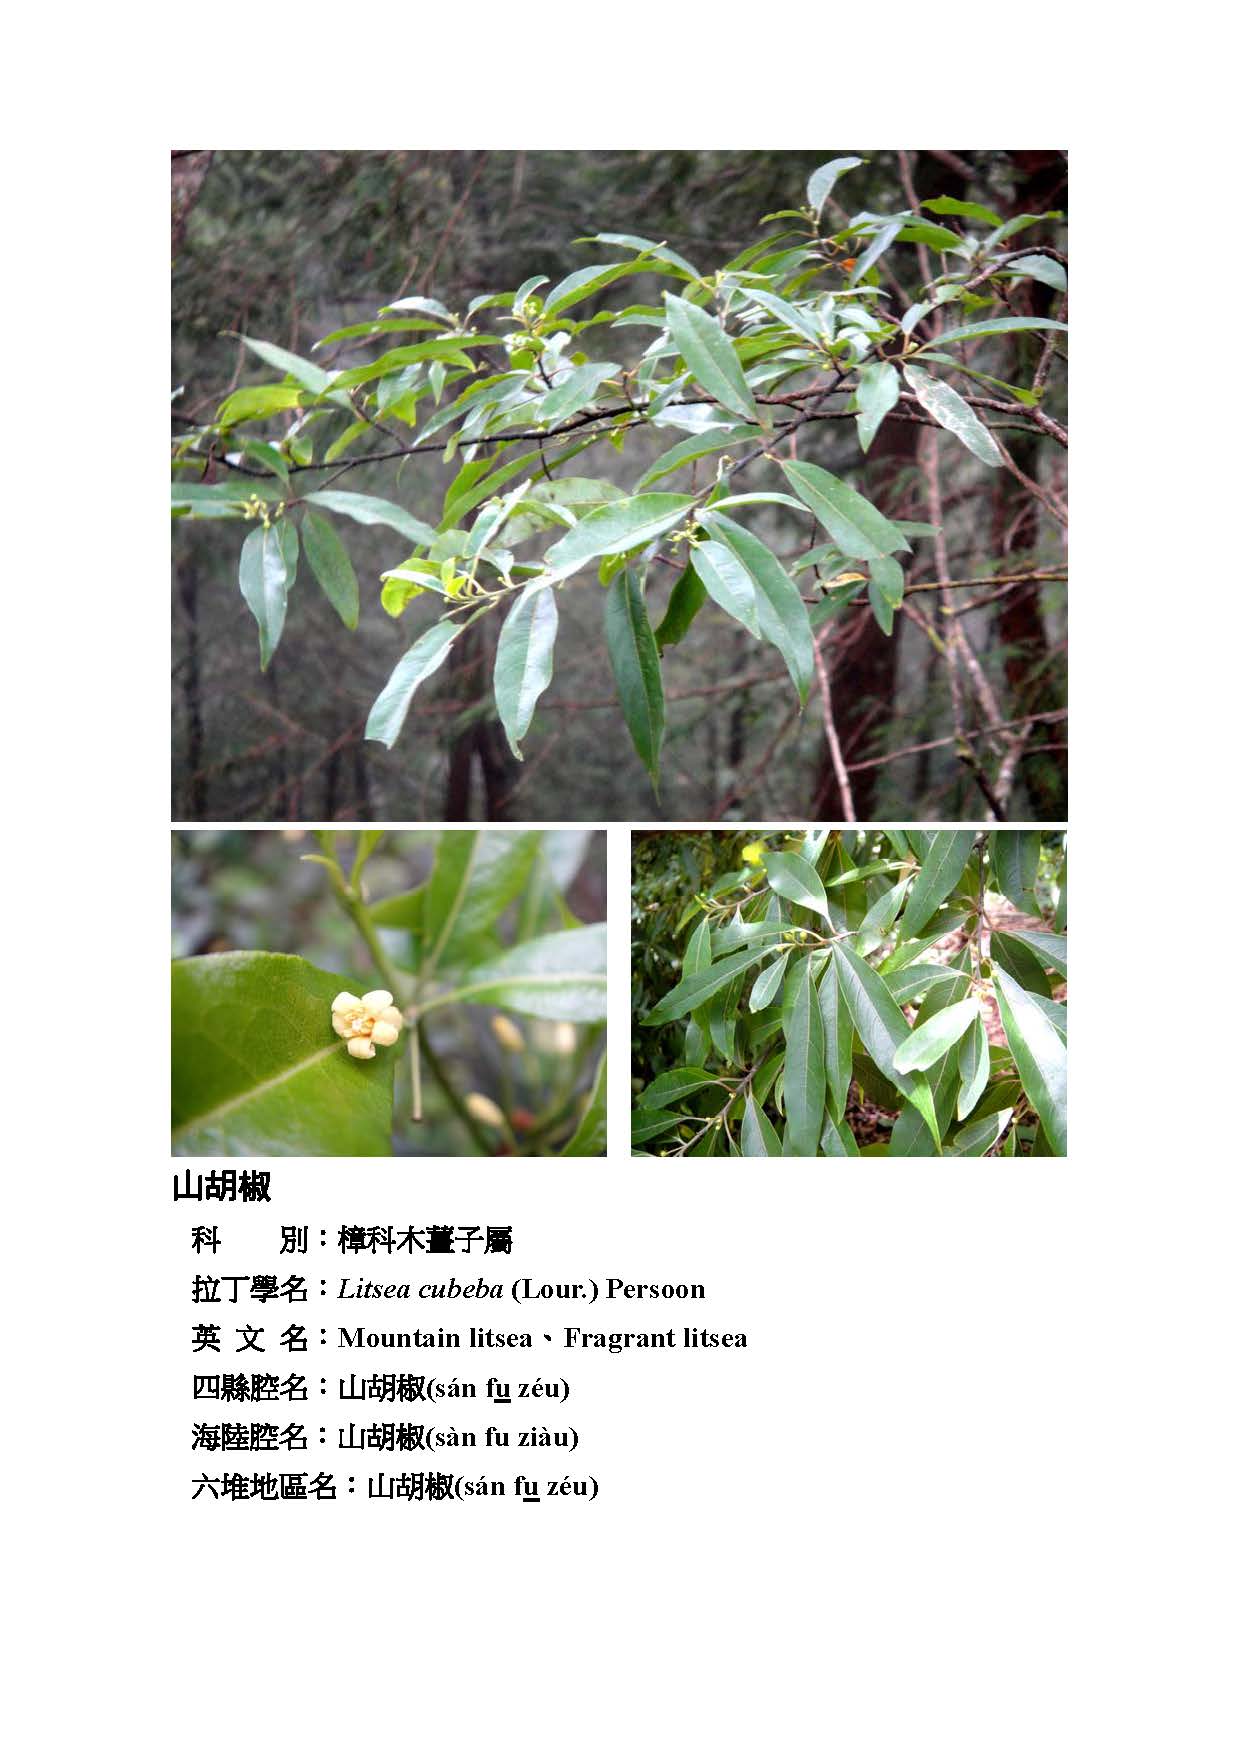 山胡椒
科　　別：樟科木薑子屬
拉丁學名：Litsea cubeba (Lour.) Persoon
英 文 名：Mountain litsea、Fragrant litsea
四縣腔名：山胡椒(sán fu zéu)
海陸腔名：山胡椒(sàn fu ziàu)
六堆地區名：山胡椒(sán fu zéu)